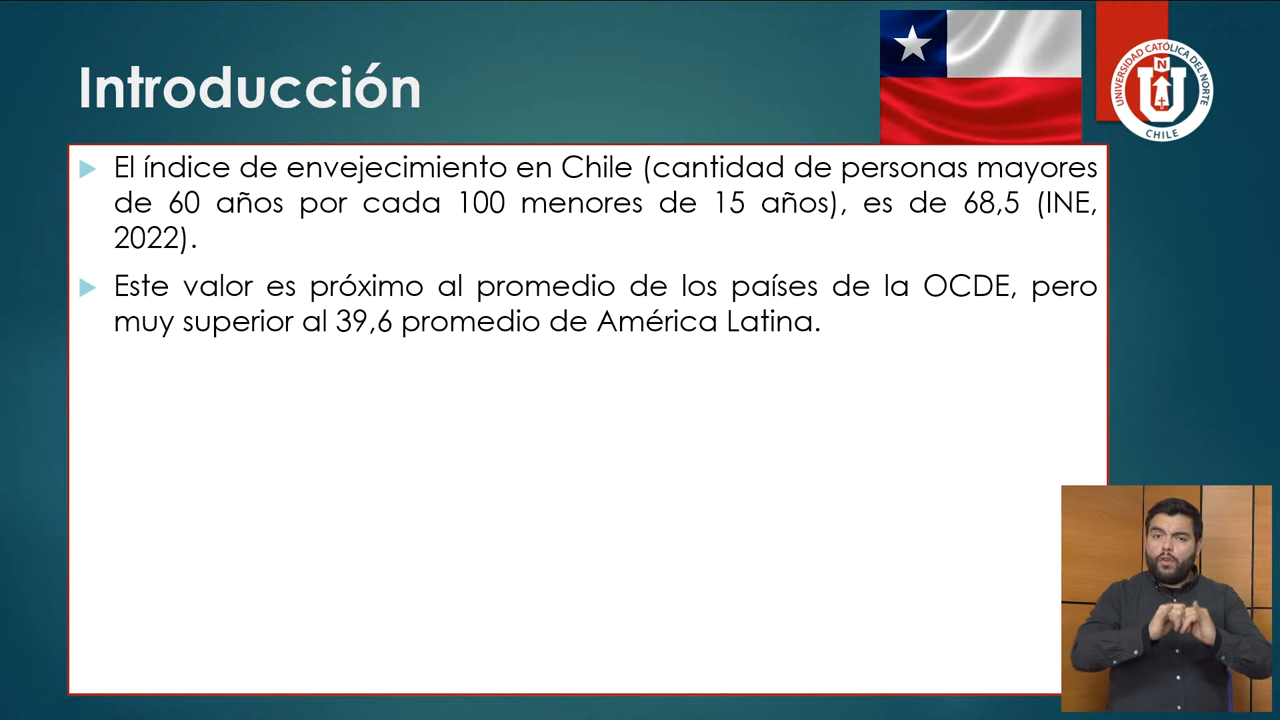 Introducción
UNIVERSIDAD CATÓLICA DEL NORTE
N
CHILE
El índice de envejecimiento en Chile (cantidad de personas mayores
de 60 años por cada 100 menores de 15 años), es de 68,5 (INE,
2022).
Este valor es próximo al promedio de los países de la OCDE, pero
muy superior al 39,6 promedio de América Latina.